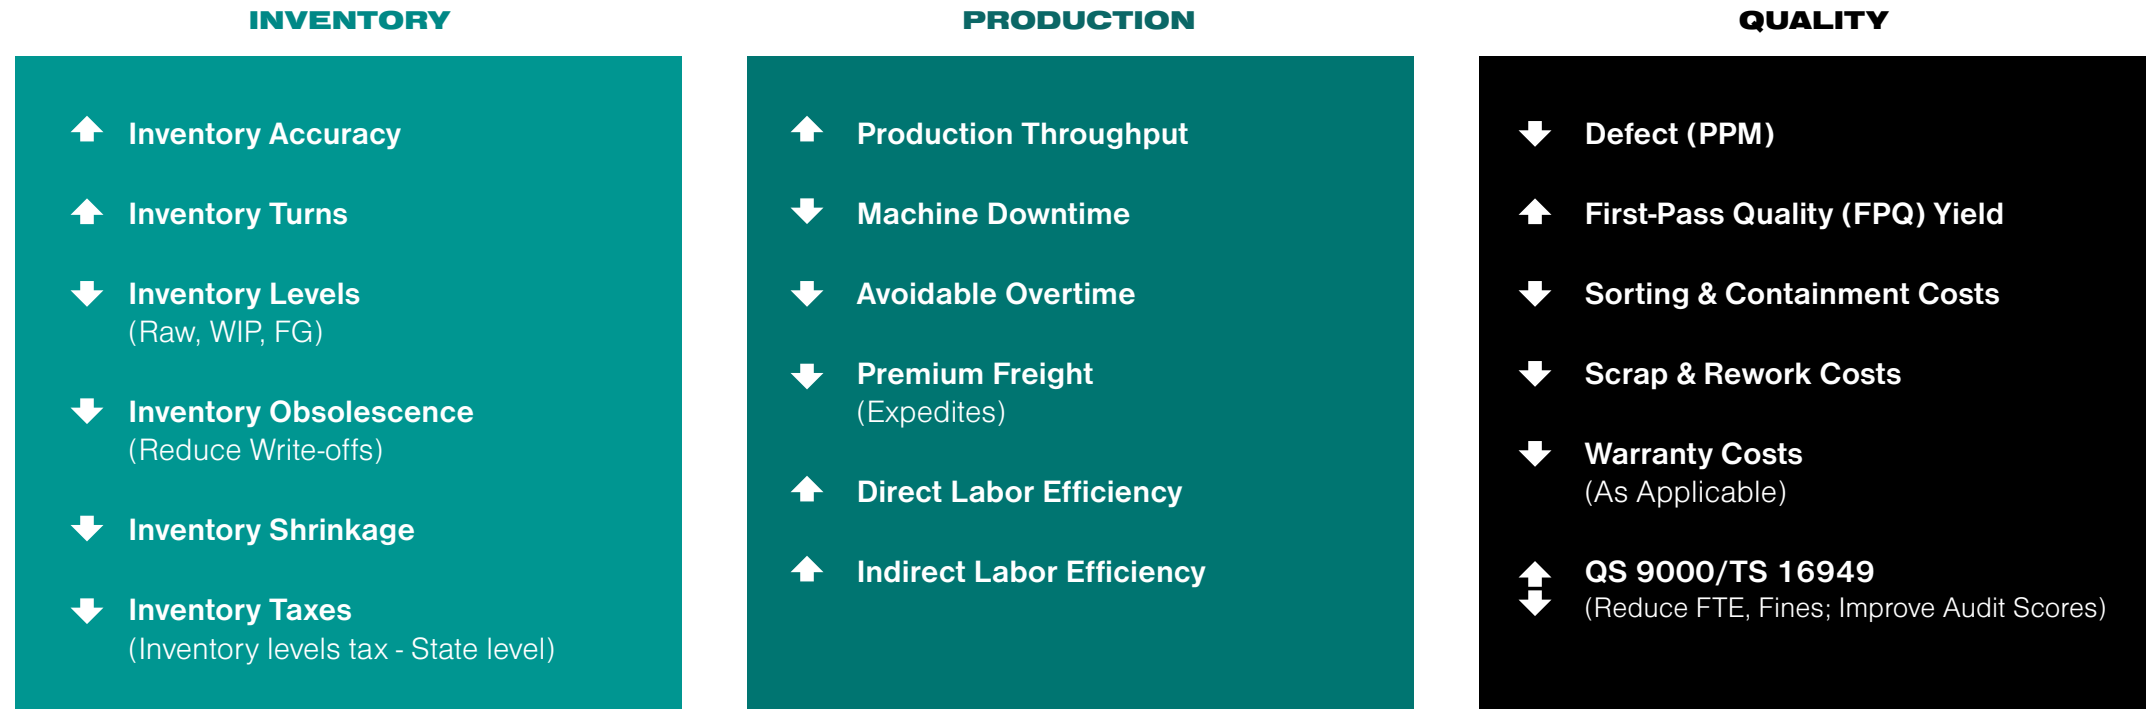 INVENTORY
Inventory Accuracy
Inventory Turns
Inventory Levels
(Raw, WIP, FG)
Inventory Obsolescence
(Reduce Write-offs)
Inventory Shrinkage
Inventory Taxes
(Inventory levels tax - State level)
PRODUCTION
Production Throughput
Machine Downtime
Avoidable Overtime
Premium Freight
(Expedites)
Direct Labor Efficiency
Indirect Labor Efficiency
QUALITY
Defect (PPM)
First-Pass Quality (FPQ) Yield
Sorting & Containment Costs
Scrap & Rework Costs
Warranty Costs
(As Applicable)
QS 9000/TS 16949
(Reduce FTE, Fines; Improve Audit Scores)